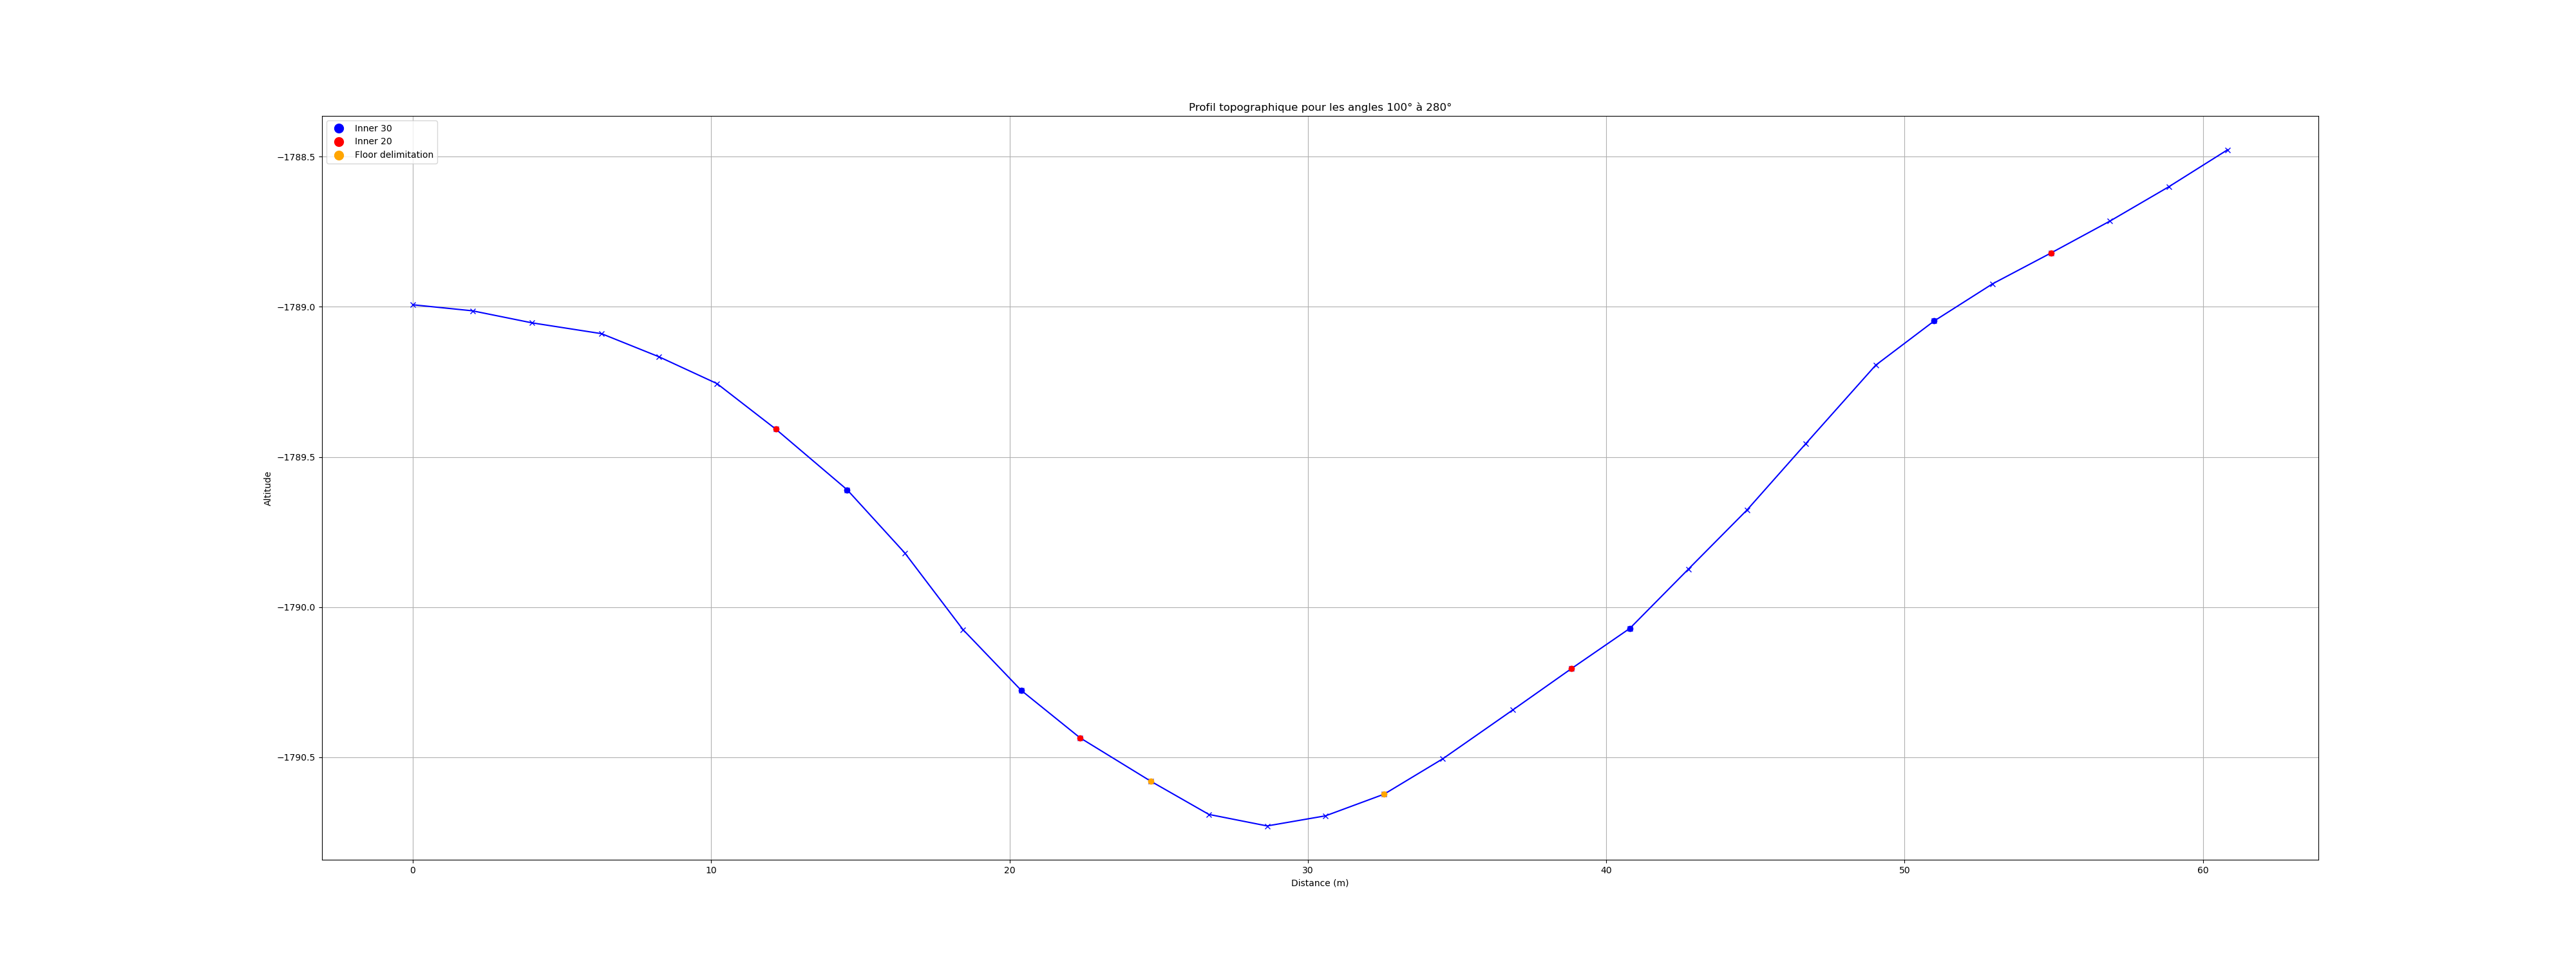 Profil topographique pour les angles 100° à 280°
Inner 30
Inner 20
Floor delimitation
−1788.5
−1789.0
−1789.5
−1790.0
−1790.5
Altitude
0 10 20 30 40 50 60
Distance (m)